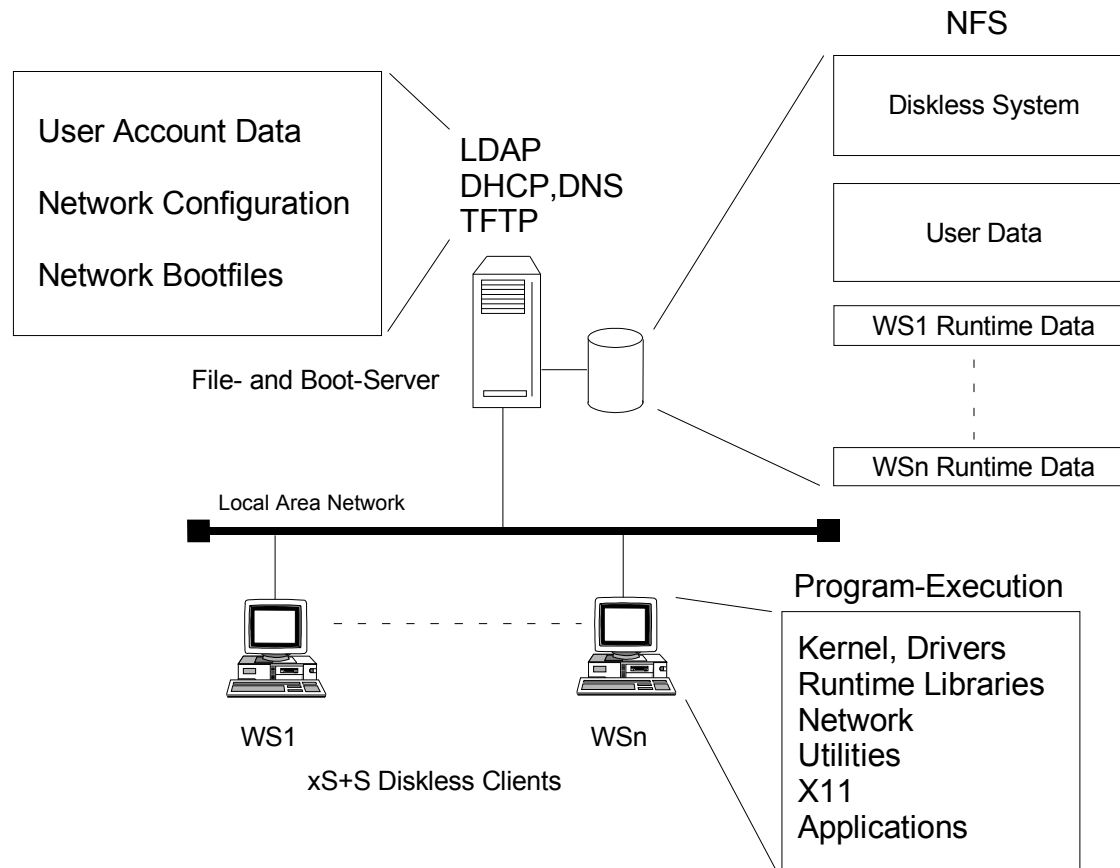 NFS
Diskless System
User Data
WS1 Runtime Data
WSn Runtime Data
User Account Data
Network Configuration
Network Bootfiles
LDAP
DHCP,DNS
TFTP
File- and Boot-Server
Local Area Network
WS1
WSn
xS+S Diskless Clients
Program-Execution
Kernel, Drivers
Runtime Libraries
Network
Utilities
X11
Applications